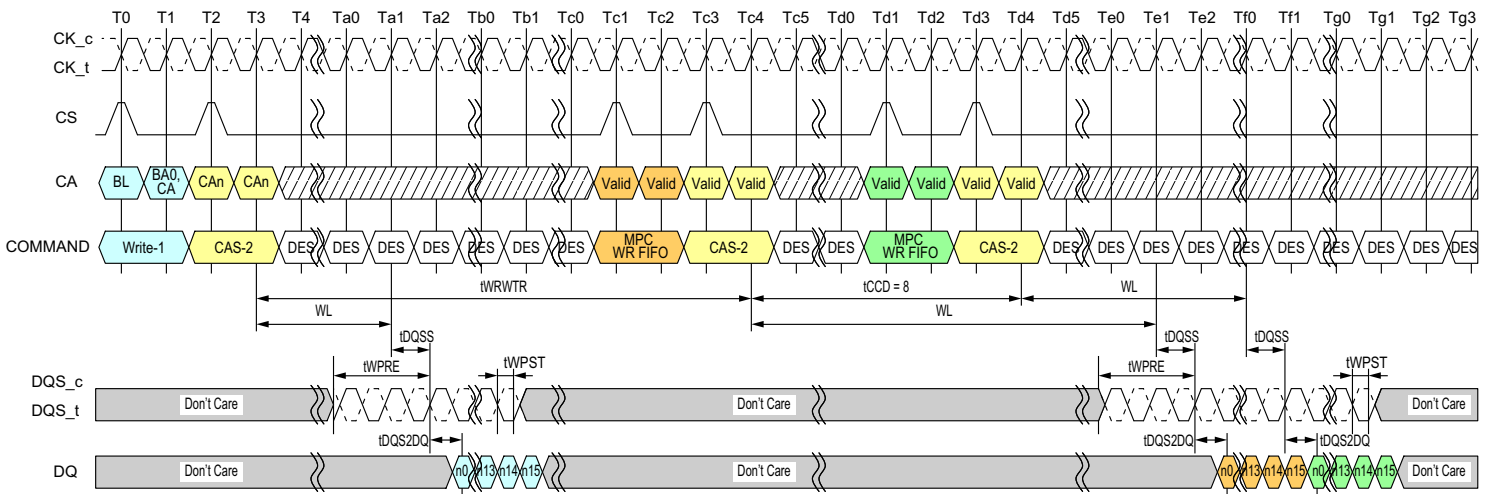 T0 T1 T2 T3 T4 Ta0 Ta1 Ta2 Tb0 Tb1 Tc0 Tc1 Tc2 Tc3 Tc4 Tc5 Td0 Td1 Td2 Td3 Td4 Td5 Te0 Te1 Te2 Tf0 Tf1 Tg0 Tg1 Tg2 Tg3
CK_c
CK_t
CS
CA BL BA0, CA CAn CAn Valid Valid Valid Valid Valid Valid Valid Valid
COMMAND Write-1 CAS-2 DES DES DES DES DES DES DES MPC WR FIFO CAS-2 DES DES MPC WR FIFO CAS-2 DES DES DES DES DES DES DES DES DES DES
tWRWTR tCCD = 8 WL
WL WL
tDQSS tDQSS tDQSS
tWPRE tWPST tWPRE tWPST
DQS_c
DQS_t Don't Care Don't Care Don't Care
tDQS2DQ tDQS2DQ tDQS2DQ
DQ Don't Care n0 n13 n14 n15 Don't Care n0 n13 n14 n15 n0 n13 n14 n15 Don't Care